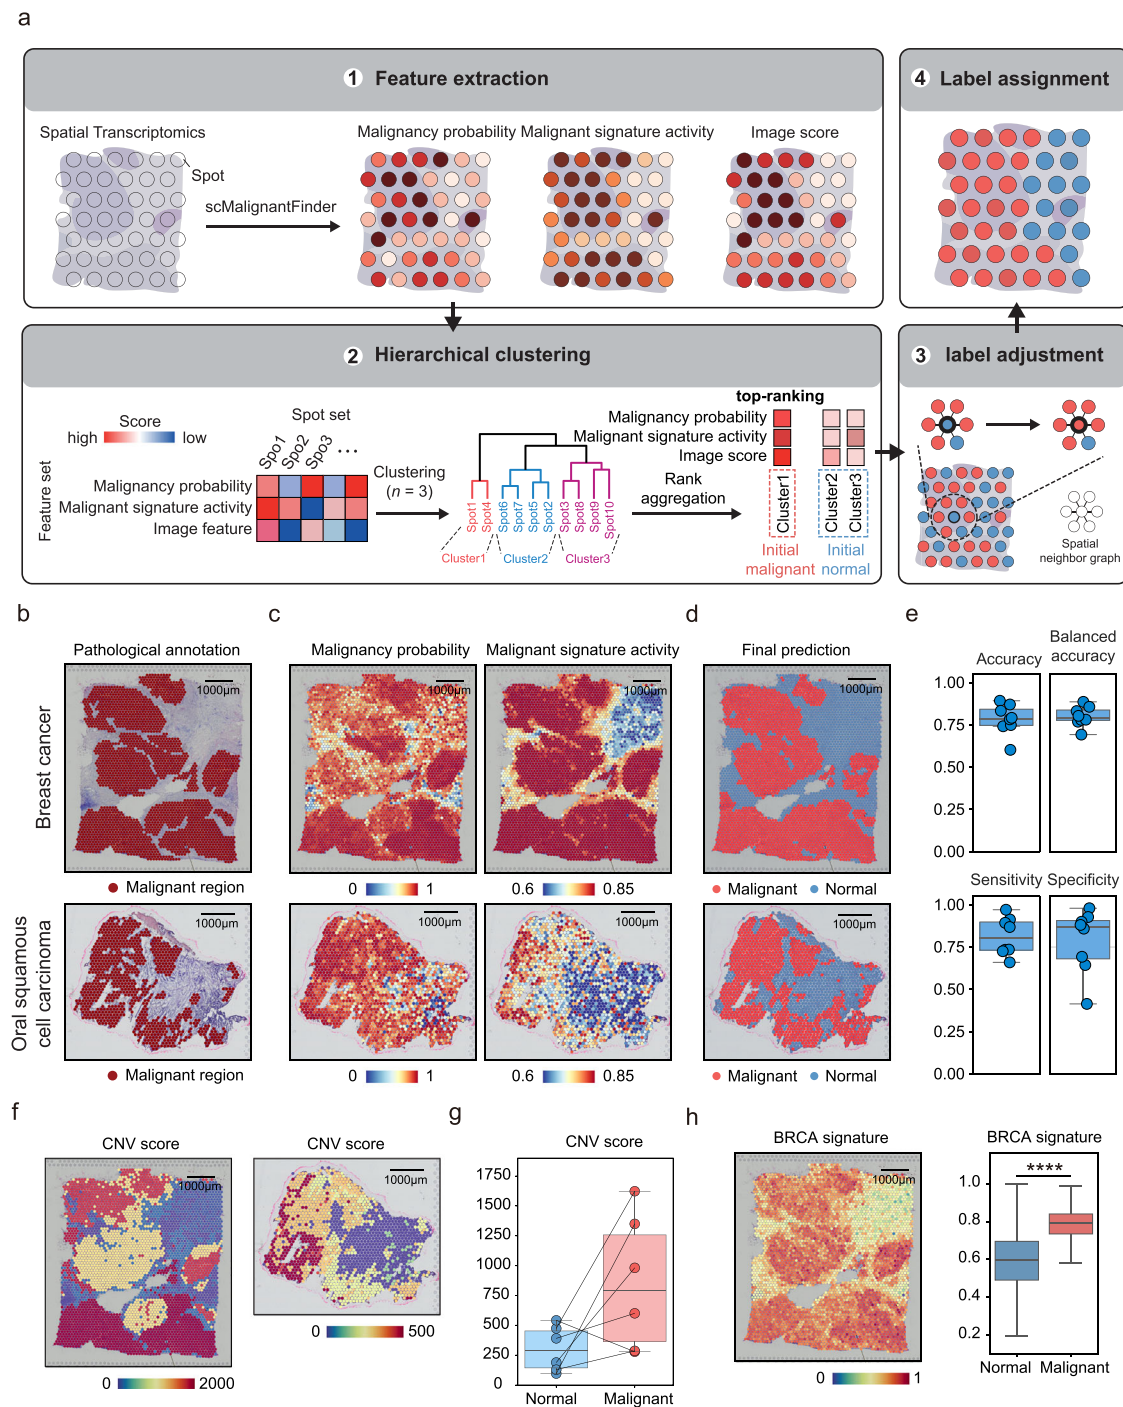 a
1 Feature extraction
Spatial Transcriptomics
Spot
scMalignantFinder
Malignancy probability
Malignant signature activity
Image score
4 Label assignment
2 Hierarchical clustering
Score
high
low
Spot set
Spo1
Spo2
Spo3
...
Feature set
Malignancy probability
Malignant signature activity
Image feature
Clustering
(n = 3)
Spot1
Spot4
Spot6
Spot7
Spot5
Spot2
Spot3
Spot8
Spot9
Spot10
Cluster1
Cluster2
Cluster3
Rank
aggregation
top-ranking
Malignancy probability
Malignant signature activity
Image score
Cluster1
Cluster2
Cluster3
Initial
malignant
Initial
normal
3 label adjustment
Spatial
neighbor graph
b
Pathological annotation
Breast cancer
1000μm
Malignant region
Oral squamous
cell carcinoma
1000μm
Malignant region
c
Malignancy probability
1000μm
0
1
Malignant signature activity
1000μm
0.6
0.85
1000μm
0
1
1000μm
0.6
0.85
d
Final prediction
1000μm
Malignant
Normal
1000μm
Malignant
Normal
e
Accuracy
Balanced
accuracy
1.00
0.75
0.50
0.25
0.00
Sensitivity
Specificity
1.00
0.75
0.50
0.25
0.00
f
CNV score
1000μm
0
2000
CNV score
1000μm
0
500
g
CNV score
1750
1500
1250
1000
750
500
250
0
Normal
Malignant
h
BRCA signature
1000μm
0
1
BRCA signature
****
1.0
0.8
0.6
0.4
0.2
Normal
Malignant